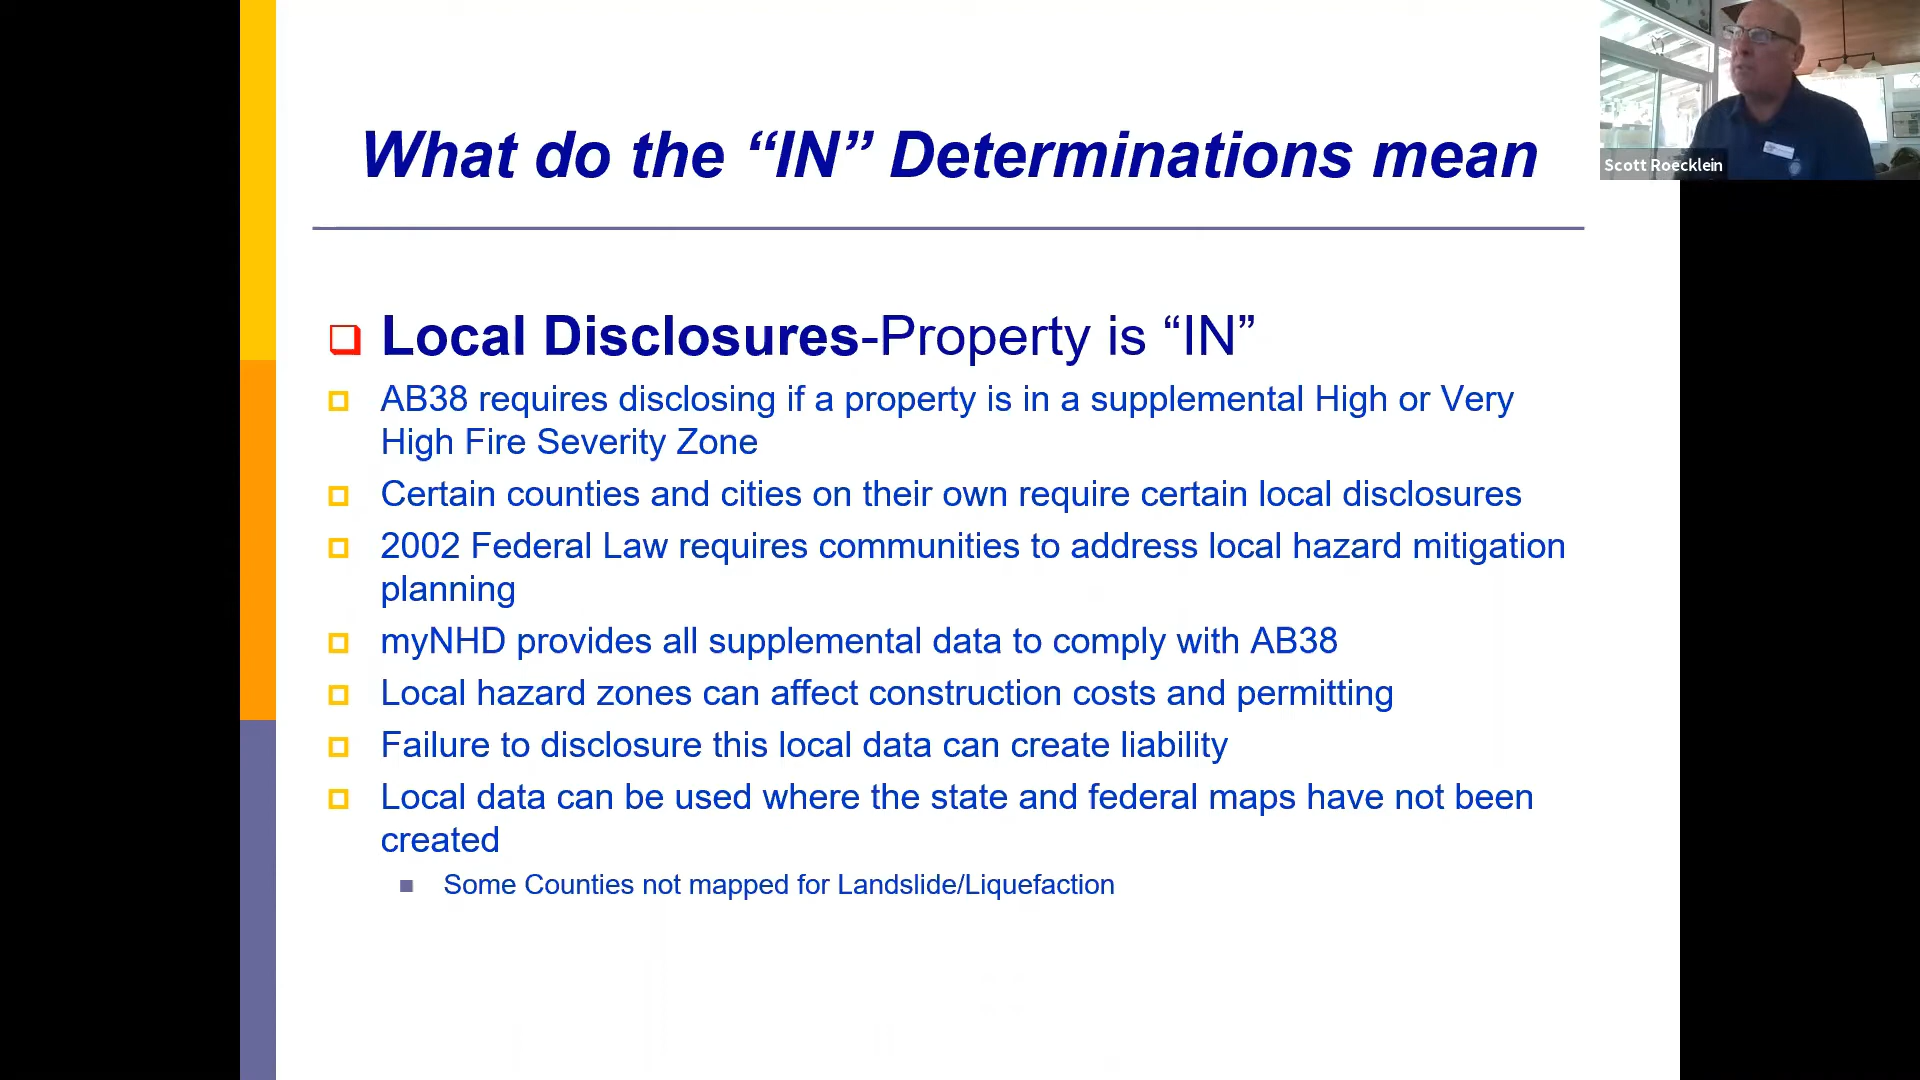 What do the “IN” Determinations mean
Scott Roecklein
Local Disclosures-Property is “IN”
AB38 requires disclosing if a property is in a supplemental High or Very
High Fire Severity Zone
Certain counties and cities on their own require certain local disclosures
2002 Federal Law requires communities to address local hazard mitigation
planning
myNHD provides all supplemental data to comply with AB38
Local hazard zones can affect construction costs and permitting
Failure to disclosure this local data can create liability
Local data can be used where the state and federal maps have not been
created
Some Counties not mapped for Landslide/Liquefaction